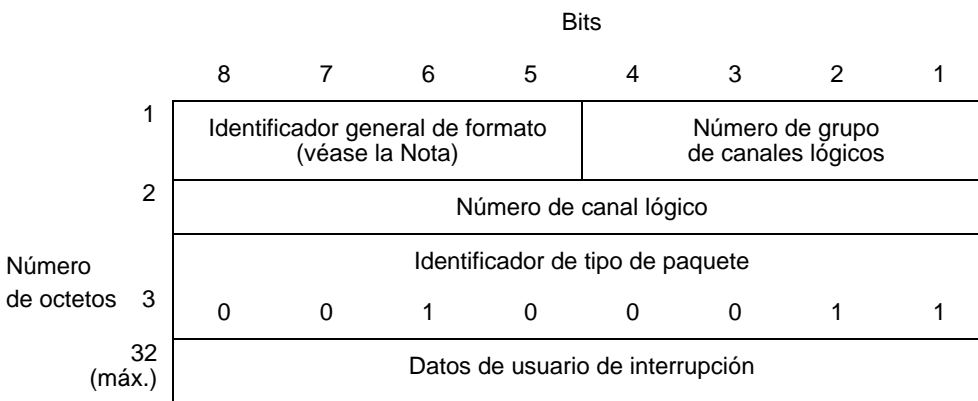 Bits
8 7 6 5 4 3 2 1
1
Identificador general de formato
(véase la Nota)
Número de grupo
de canales lógicos
2
Número de canal lógico
Identificador de tipo de paquete
Número
de octetos 3
0 0 1 0 0 0 1 1
32
(máx.)
Datos de usuario de interrupción